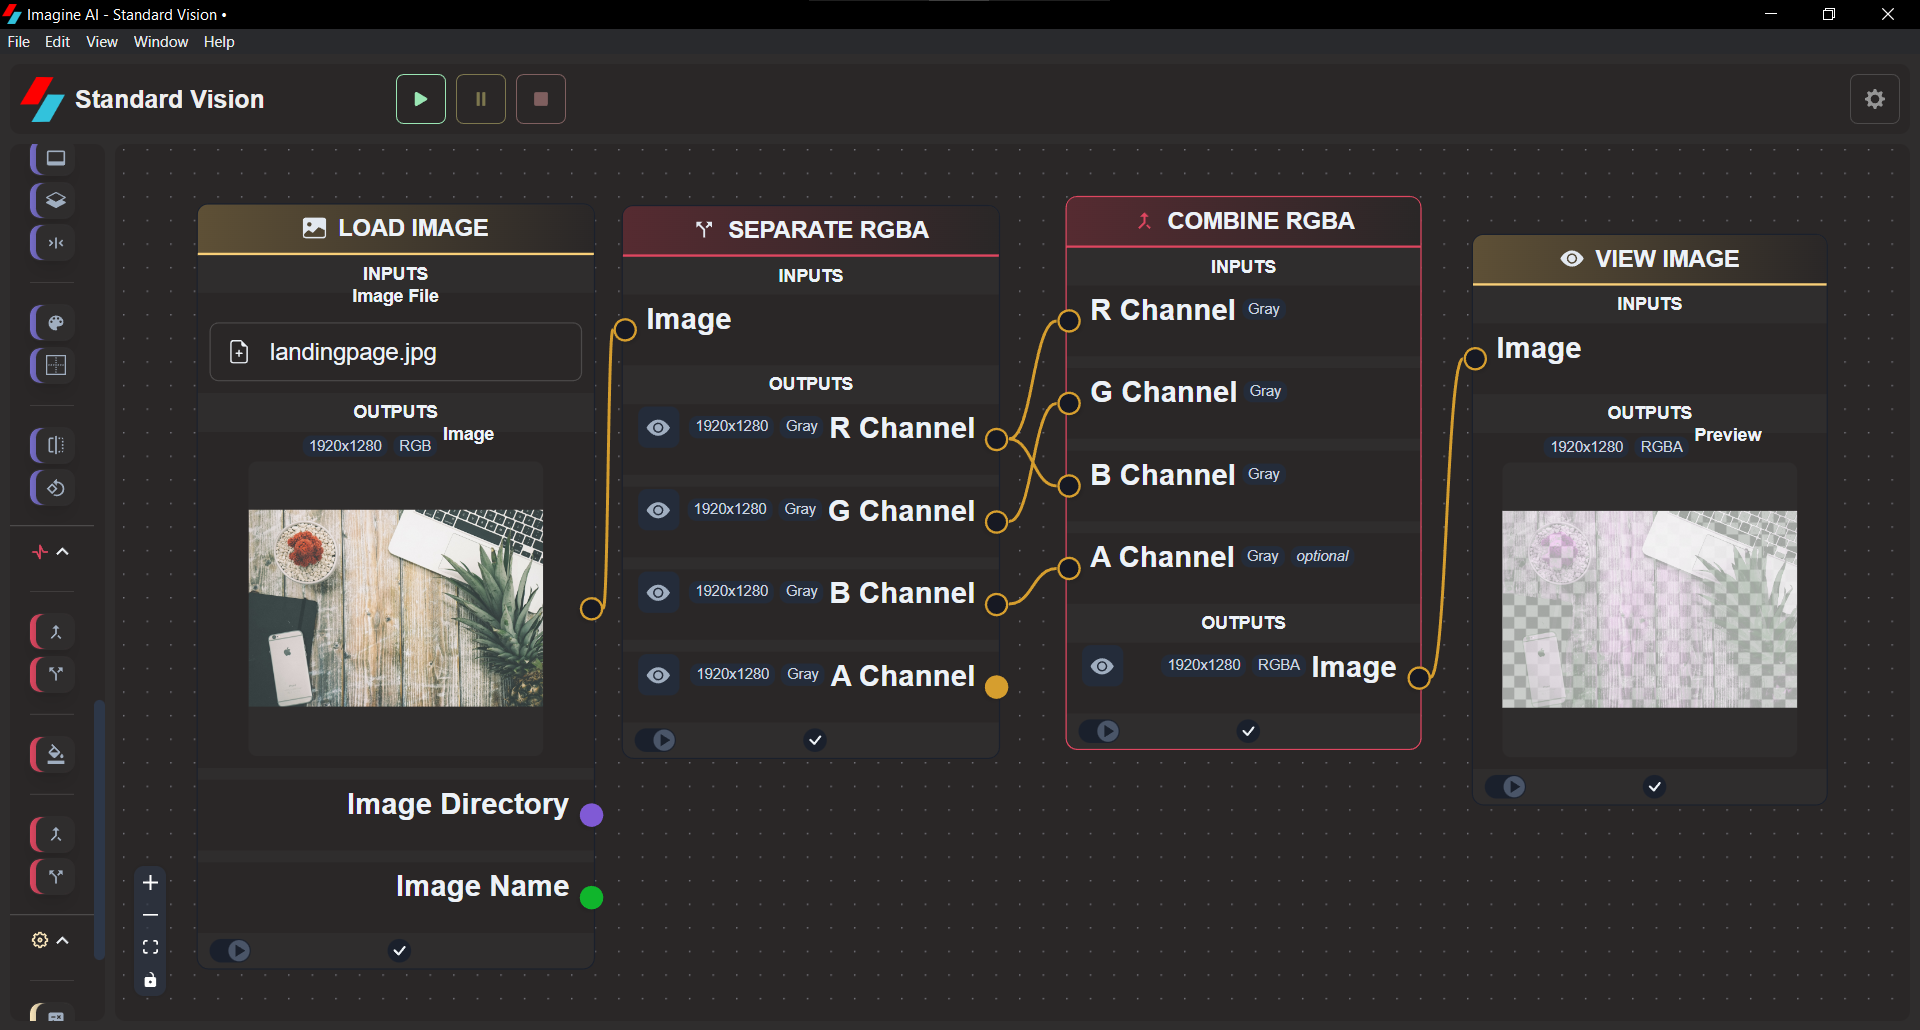 Imagine AI - Standard Vision •
File Edit View Window Help
Standard Vision
LOAD IMAGE
INPUTS
Image File
landingpage.jpg
OUTPUTS
1920x1280 RGB Image
Image Directory
Image Name
SEPARATE RGBA
INPUTS
Image
OUTPUTS
1920x1280 Gray R Channel
1920x1280 Gray G Channel
1920x1280 Gray B Channel
1920x1280 Gray A Channel
COMBINE RGBA
INPUTS
R Channel Gray
G Channel Gray
B Channel Gray
A Channel Gray optional
OUTPUTS
1920x1280 RGBA Image
VIEW IMAGE
INPUTS
Image
OUTPUTS
1920x1280 RGBA Preview